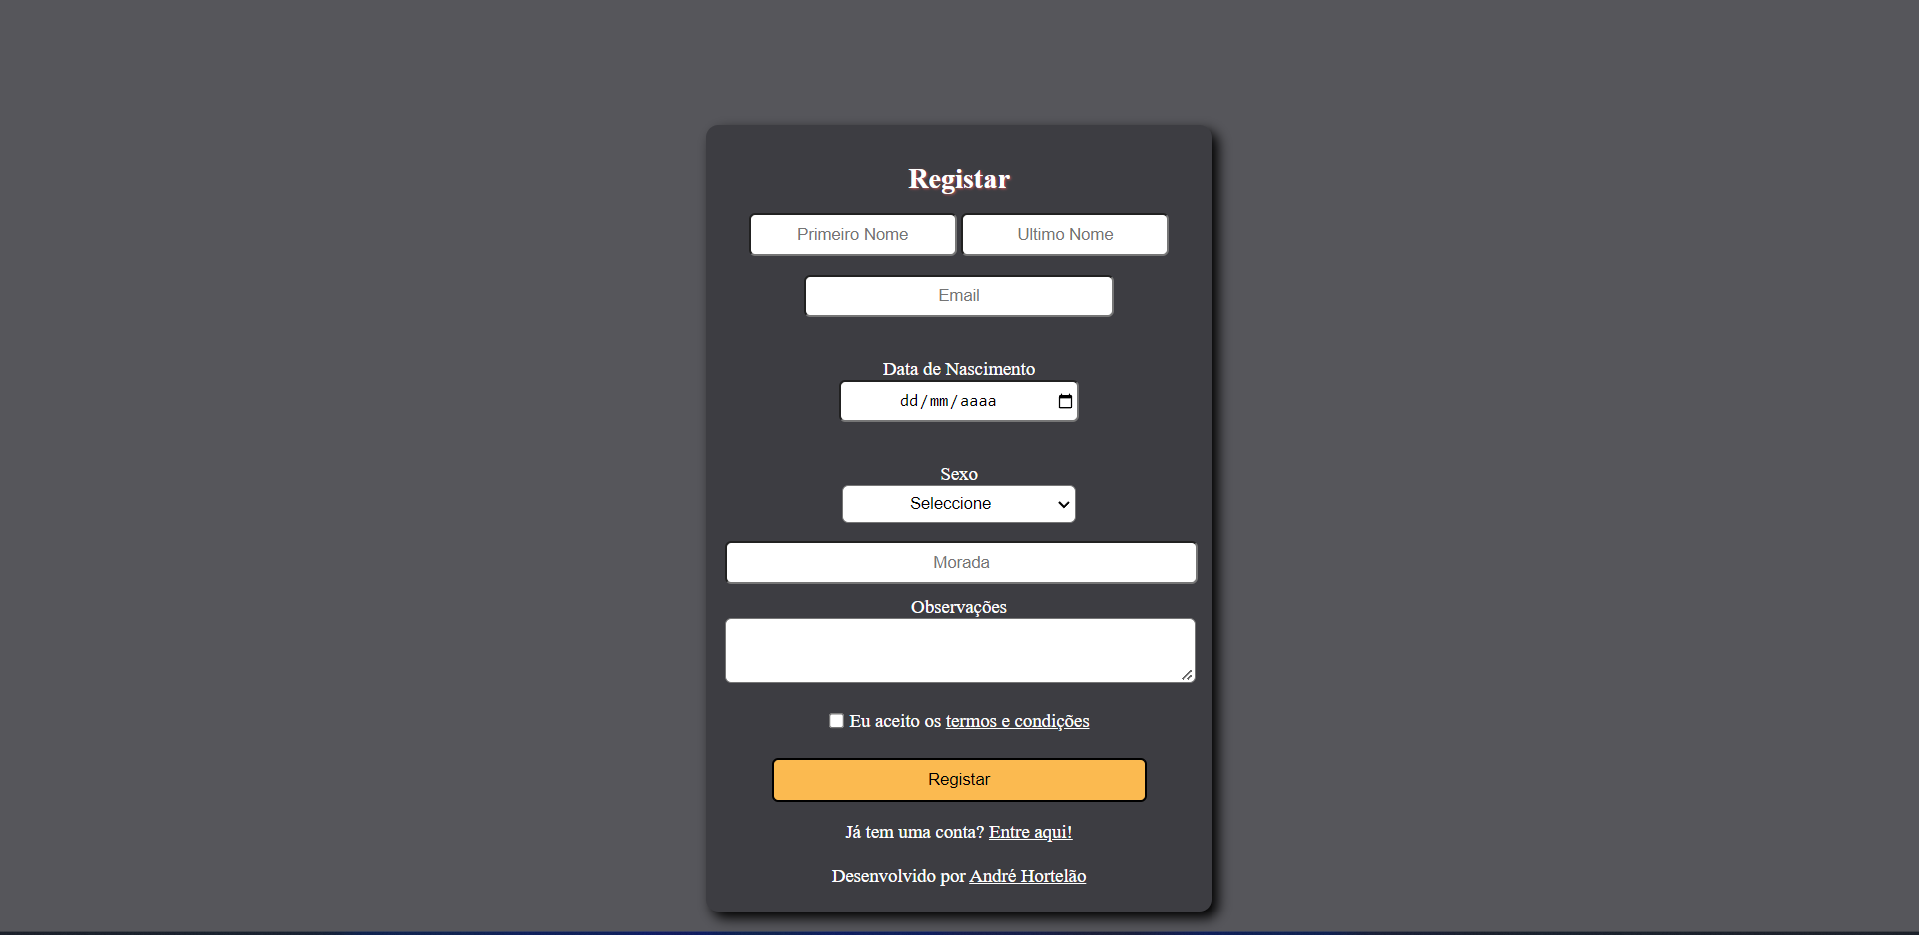 Registar
Primeiro Nome Ultimo Nome
Email
Data de Nascimento
dd/mm/aaaa
Sexo
Seleccione
Morada
Observações
Eu aceito os termos e condições
Registar
Já tem uma conta? Entre aqui!
Desenvolvido por André Hortelão